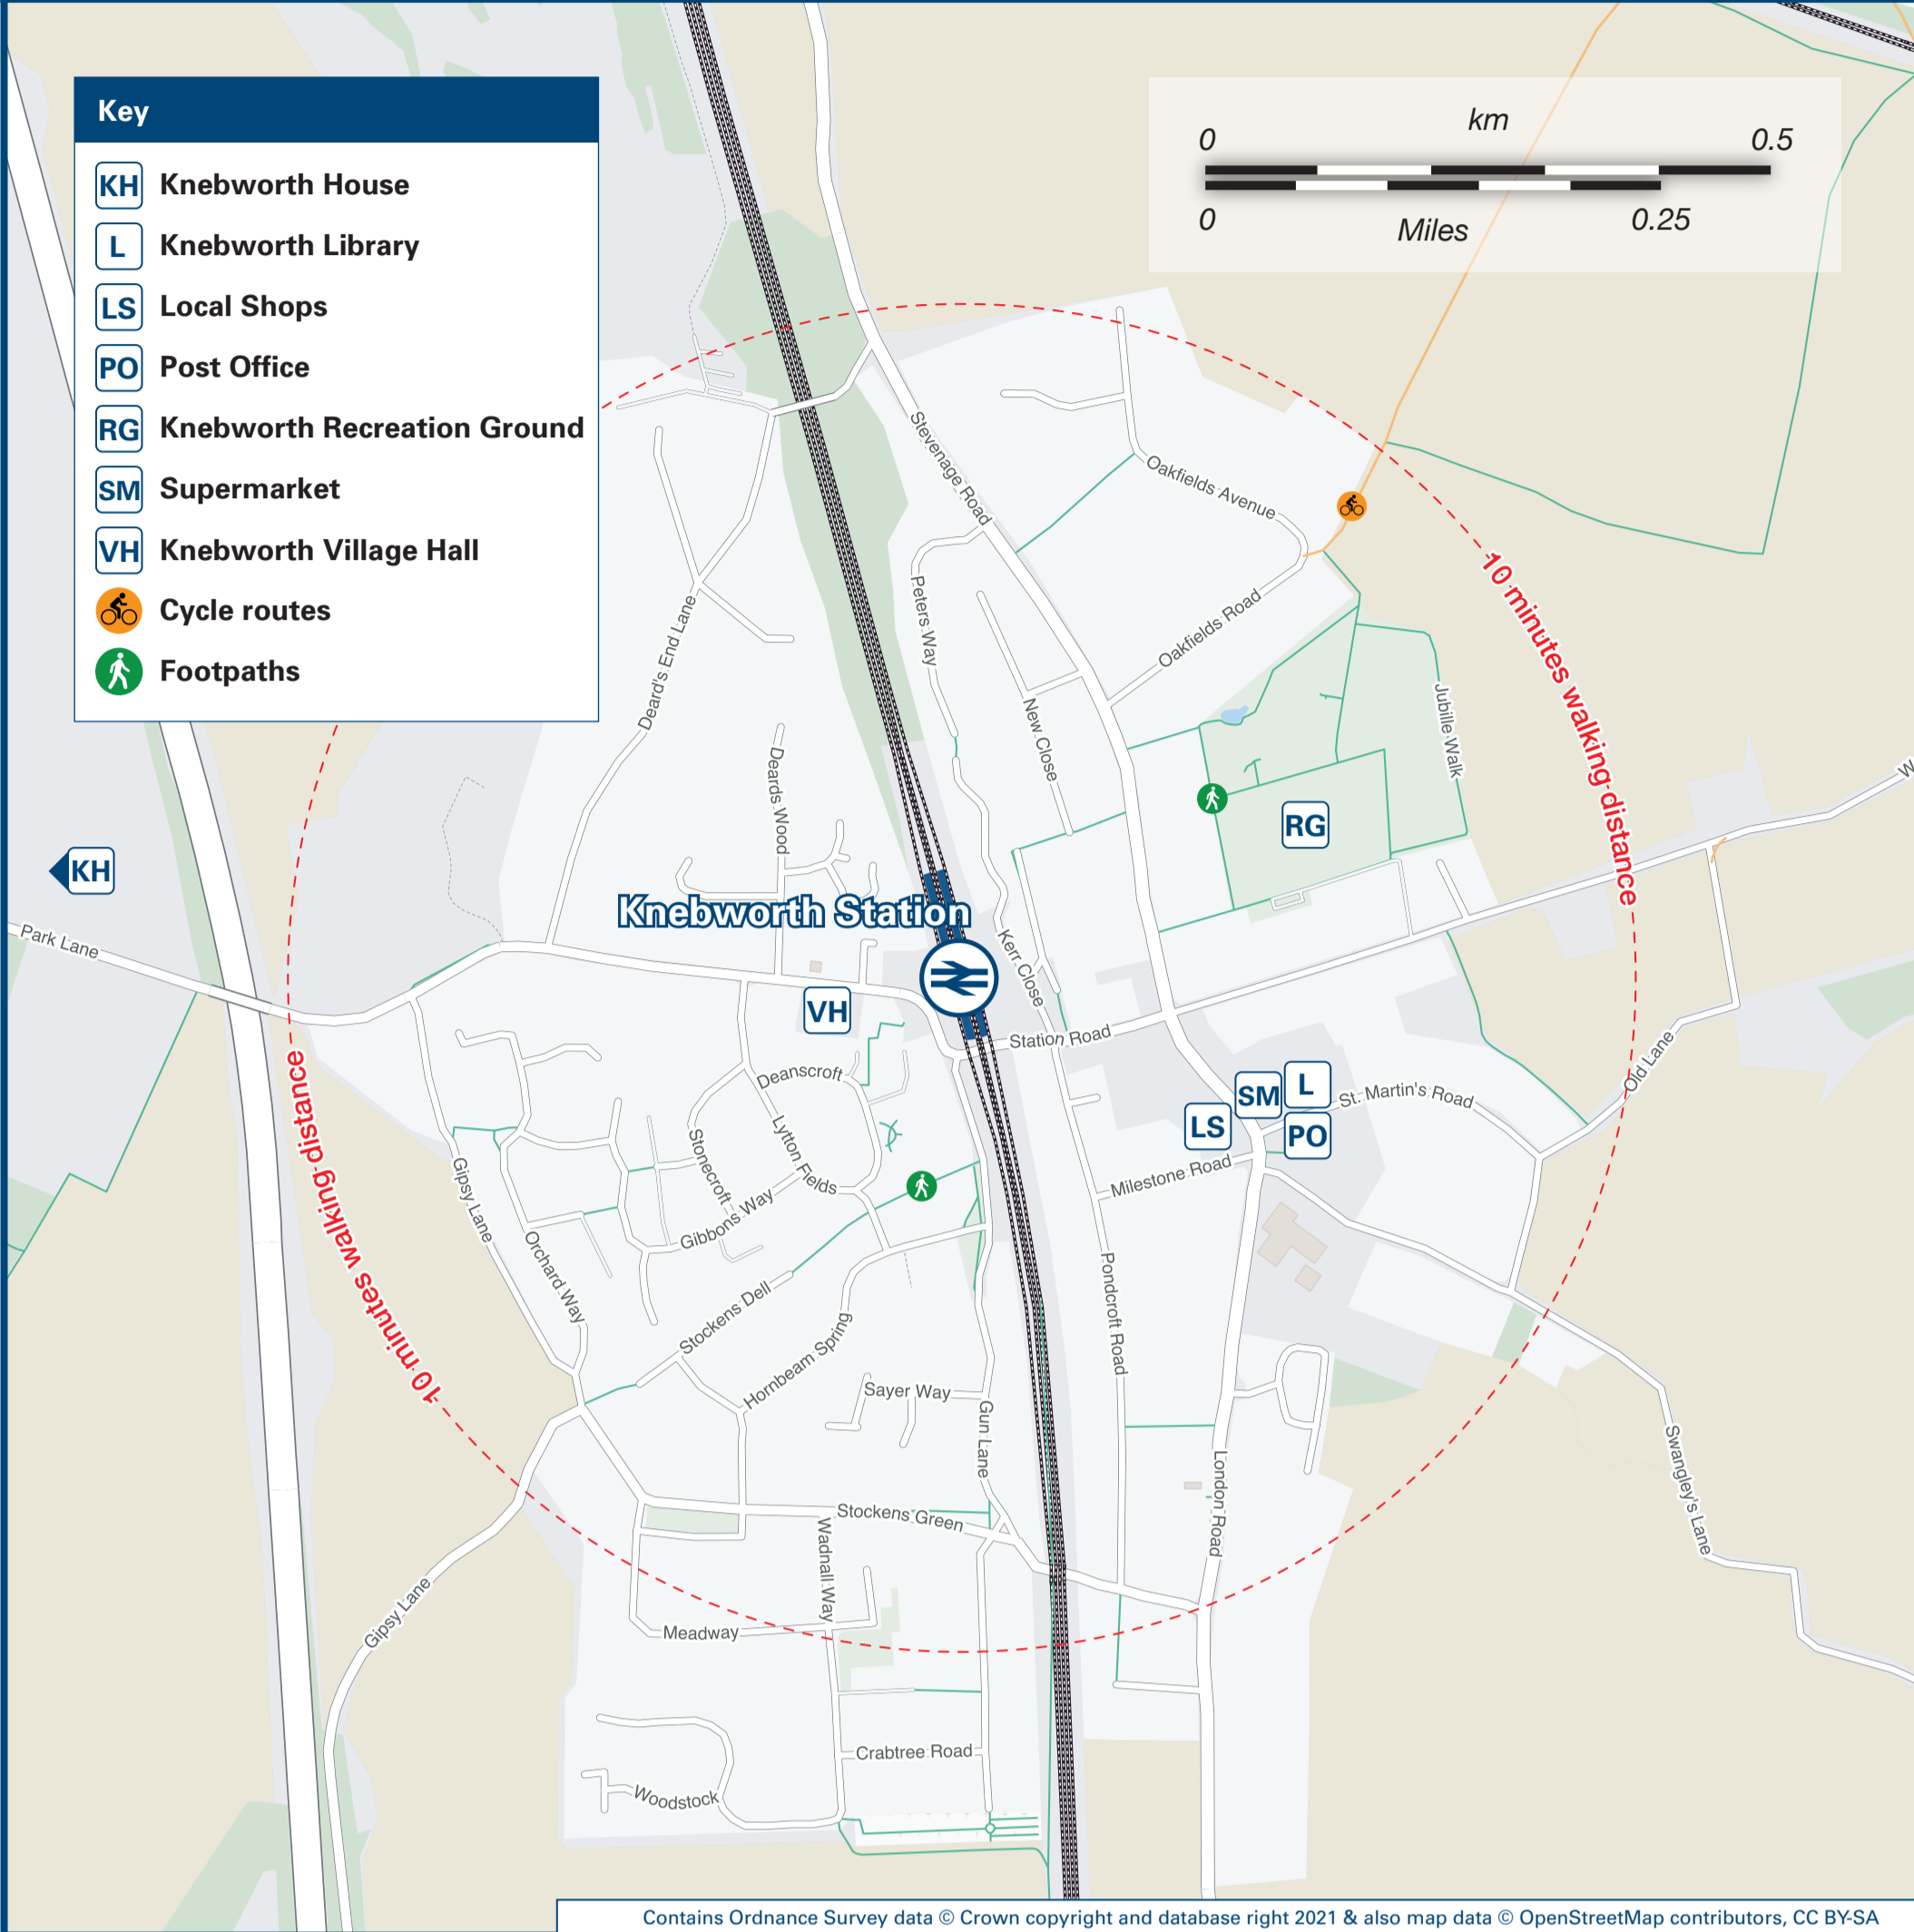 Key
KH Knebworth House
L Knebworth Library
LS Local Shops
PO Post Office
RG Knebworth Recreation Ground
SM Supermarket
VH Knebworth Village Hall
Cycle routes
Footpaths
km
0 0.5
0 0.25
Miles
Stevenage Road
Oakfields Avenue
10 minutes walking distance
Peters Way
Oakfields Road
Deard's End Lane
New Close
Jubille Walk
Deards Wood
W
RG
KH
Knebworth Station
Park Lane
Kerr Close
VH
Station Road
Old Lane
Deanscroft
SM
L
St. Martin's Road
LS
PO
10 minutes walking distance
Lytton Fields
Stonecroft
Milestone Road
Gipsy Lane
Gibbons Way
Orchard Way
Pondcroft Road
Stockens Dell
Hornbeam Spring
Sayer Way
Gun Lane
London Road
Swangley's Lane
Stockens Green
Wadnall Way
Gipsy Lane
Meadway
Crabtree Road
Woodstock
Contains Ordnance Survey data © Crown copyright and database right 2021 & also map data © OpenStreetMap contributors, CC BY-SA